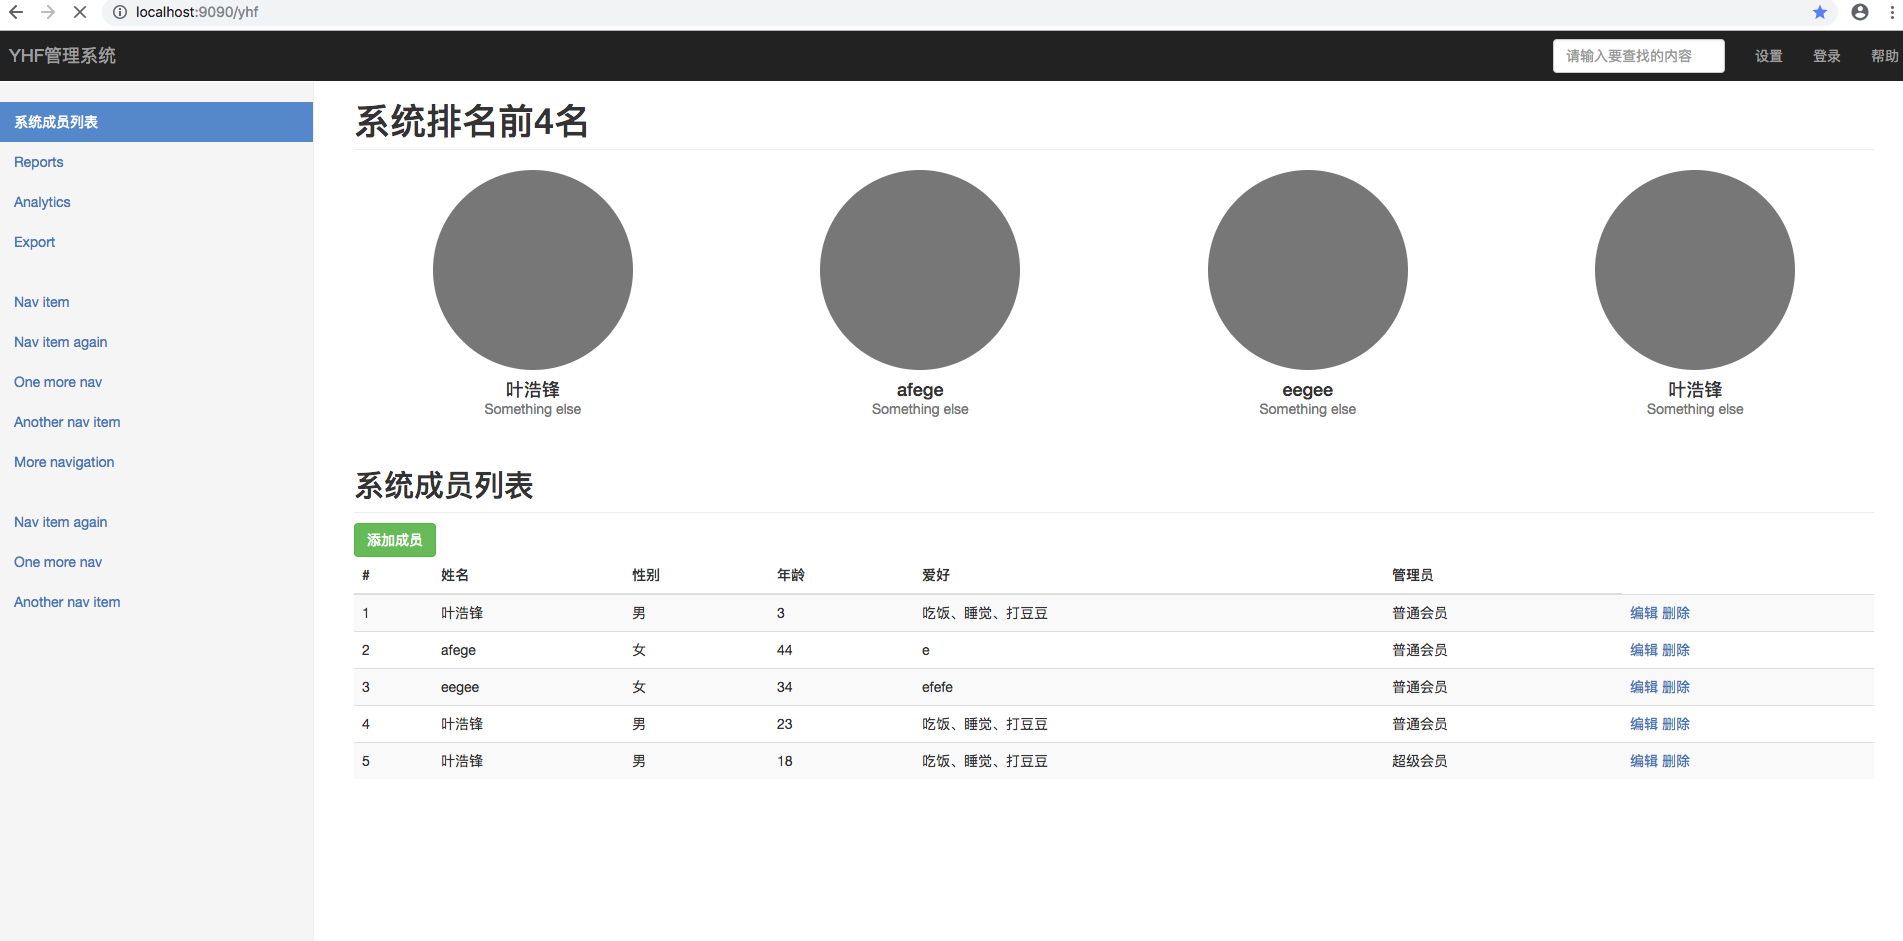 localhost:9090/yhf
YHF管理系统 请输入要查找的内容 设置 登录 帮助
系统成员列表
Reports
Analytics
Export
Nav item
Nav item again
One more nav
Another nav item
More navigation
Nav item again
One more nav
Another nav item
系统排名前4名
叶浩锋 afege eegee 叶浩锋
Something else Something else Something else Something else
系统成员列表
添加成员
# 姓名 性别 年龄 爱好 管理员
1 叶浩锋 男 3 吃饭、睡觉、打豆豆 普通会员 编辑 删除
2 afege 女 44 e 普通会员 编辑 删除
3 eegee 女 34 efefe 普通会员 编辑 删除
4 叶浩锋 男 23 吃饭、睡觉、打豆豆 普通会员 编辑 删除
5 叶浩锋 男 18 吃饭、睡觉、打豆豆 超级会员 编辑 删除